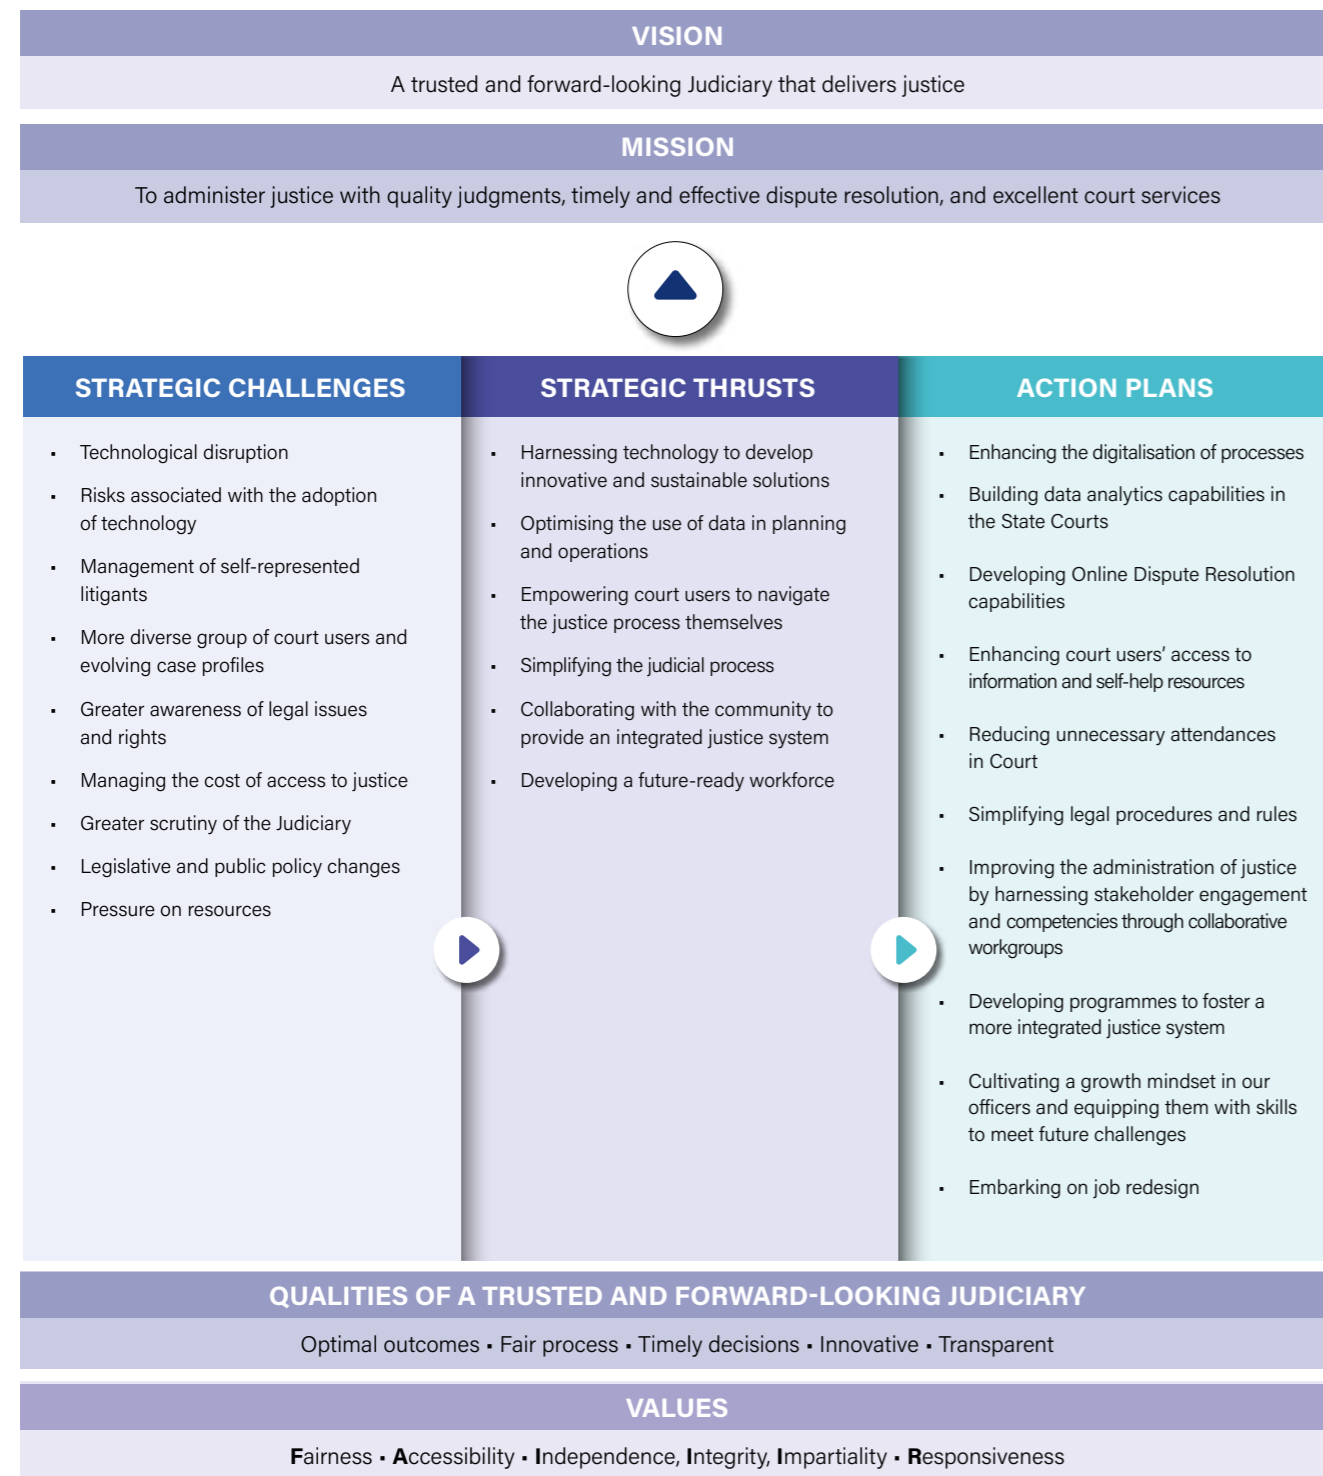 VISION
A trusted and forward-looking Judiciary that delivers justice
MISSION
To administer justice with quality judgments, timely and effective dispute resolution, and excellent court services
STRATEGIC CHALLENGES
• Technological disruption
• Risks associated with the adoption
of technology
• Management of self-represented
litigants
• More diverse group of court users and
evolving case profiles
• Greater awareness of legal issues
and rights
• Managing the cost of access to justice
• Greater scrutiny of the Judiciary
• Legislative and public policy changes
• Pressure on resources
STRATEGIC THRUSTS
• Harnessing technology to develop
innovative and sustainable solutions
• Optimising the use of data in planning
and operations
• Empowering court users to navigate
the justice process themselves
• Simplifying the judicial process
• Collaborating with the community to
provide an integrated justice system
• Developing a future-ready workforce
ACTION PLANS
• Enhancing the digitalisation of processes
• Building data analytics capabilities in
the State Courts
• Developing Online Dispute Resolution
capabilities
• Enhancing court users’ access to
information and self-help resources
• Reducing unnecessary attendances
in Court
• Simplifying legal procedures and rules
• Improving the administration of justice
by harnessing stakeholder engagement
and competencies through collaborative
workgroups
• Developing programmes to foster a
more integrated justice system
• Cultivating a growth mindset in our
officers and equipping them with skills
to meet future challenges
• Embarking on job redesign
QUALITIES OF A TRUSTED AND FORWARD-LOOKING JUDICIARY
Optimal outcomes • Fair process • Timely decisions • Innovative • Transparent
VALUES
Fairness • Accessibility • Independence, Integrity, Impartiality • Responsiveness